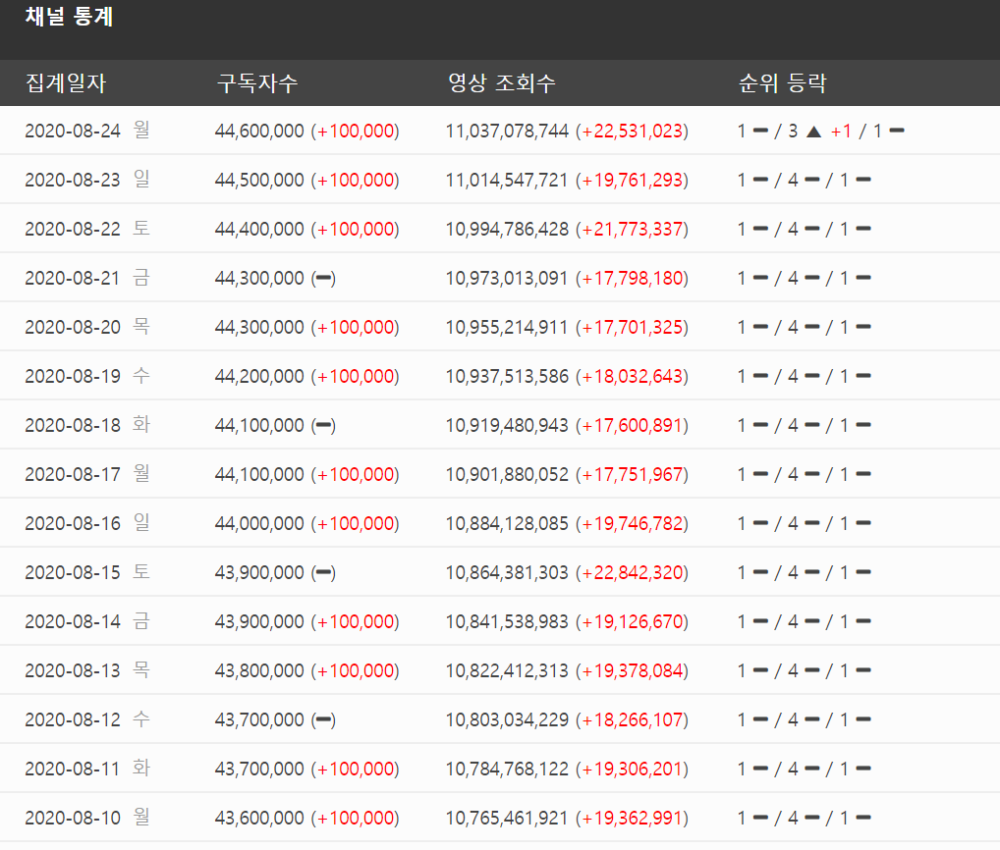 채널 통계
집계일자 구독자수 영상 조회수 순위 등락
2020-08-24 월 44,600,000 (+100,000) 11,037,078,744 (+22,531,023) 1 ━ / 3 ▲ +1 / 1 ━
2020-08-23 일 44,500,000 (+100,000) 11,014,547,721 (+19,761,293) 1 ━ / 4 ━ / 1 ━
2020-08-22 토 44,400,000 (+100,000) 10,994,786,428 (+21,773,337) 1 ━ / 4 ━ / 1 ━
2020-08-21 금 44,300,000 (━) 10,973,013,091 (+17,798,180) 1 ━ / 4 ━ / 1 ━
2020-08-20 목 44,300,000 (+100,000) 10,955,214,911 (+17,701,325) 1 ━ / 4 ━ / 1 ━
2020-08-19 수 44,200,000 (+100,000) 10,937,513,586 (+18,032,643) 1 ━ / 4 ━ / 1 ━
2020-08-18 화 44,100,000 (━) 10,919,480,943 (+17,600,891) 1 ━ / 4 ━ / 1 ━
2020-08-17 월 44,100,000 (+100,000) 10,901,880,052 (+17,751,967) 1 ━ / 4 ━ / 1 ━
2020-08-16 일 44,000,000 (+100,000) 10,884,128,085 (+19,746,782) 1 ━ / 4 ━ / 1 ━
2020-08-15 토 43,900,000 (━) 10,864,381,303 (+22,842,320) 1 ━ / 4 ━ / 1 ━
2020-08-14 금 43,900,000 (+100,000) 10,841,538,983 (+19,126,670) 1 ━ / 4 ━ / 1 ━
2020-08-13 목 43,800,000 (+100,000) 10,822,412,313 (+19,378,084) 1 ━ / 4 ━ / 1 ━
2020-08-12 수 43,700,000 (━) 10,803,034,229 (+18,266,107) 1 ━ / 4 ━ / 1 ━
2020-08-11 화 43,700,000 (+100,000) 10,784,768,122 (+19,306,201) 1 ━ / 4 ━ / 1 ━
2020-08-10 월 43,600,000 (+100,000) 10,765,461,921 (+19,362,991) 1 ━ / 4 ━ / 1 ━